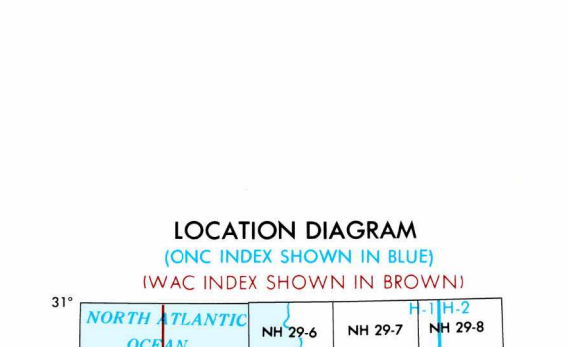 LOCATION DIAGRAM
(ONC INDEX SHOWN IN BLUE)
(WAC INDEX SHOWN IN BROWN)
31°
H-1 H-2
NORTH ATLANTIC
NH 29-6 NH 29-7 NH 29-8
OCEAN